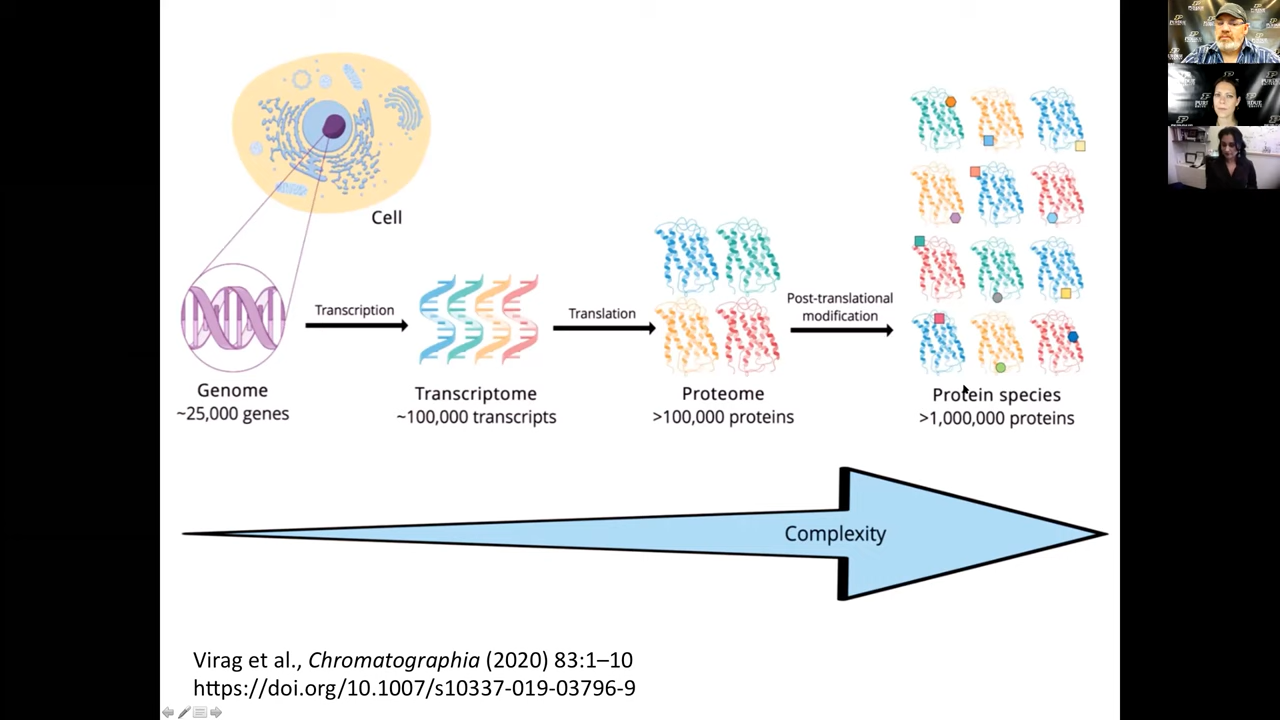 Cell
Transcription
Translation
Post-translational
modification
Genome
~25,000 genes
Transcriptome
~100,000 transcripts
Proteome
>100,000 proteins
Protein species
>1,000,000 proteins
Complexity
Virag et al., Chromatographia (2020) 83:1–10
https://doi.org/10.1007/s10337-019-03796-9